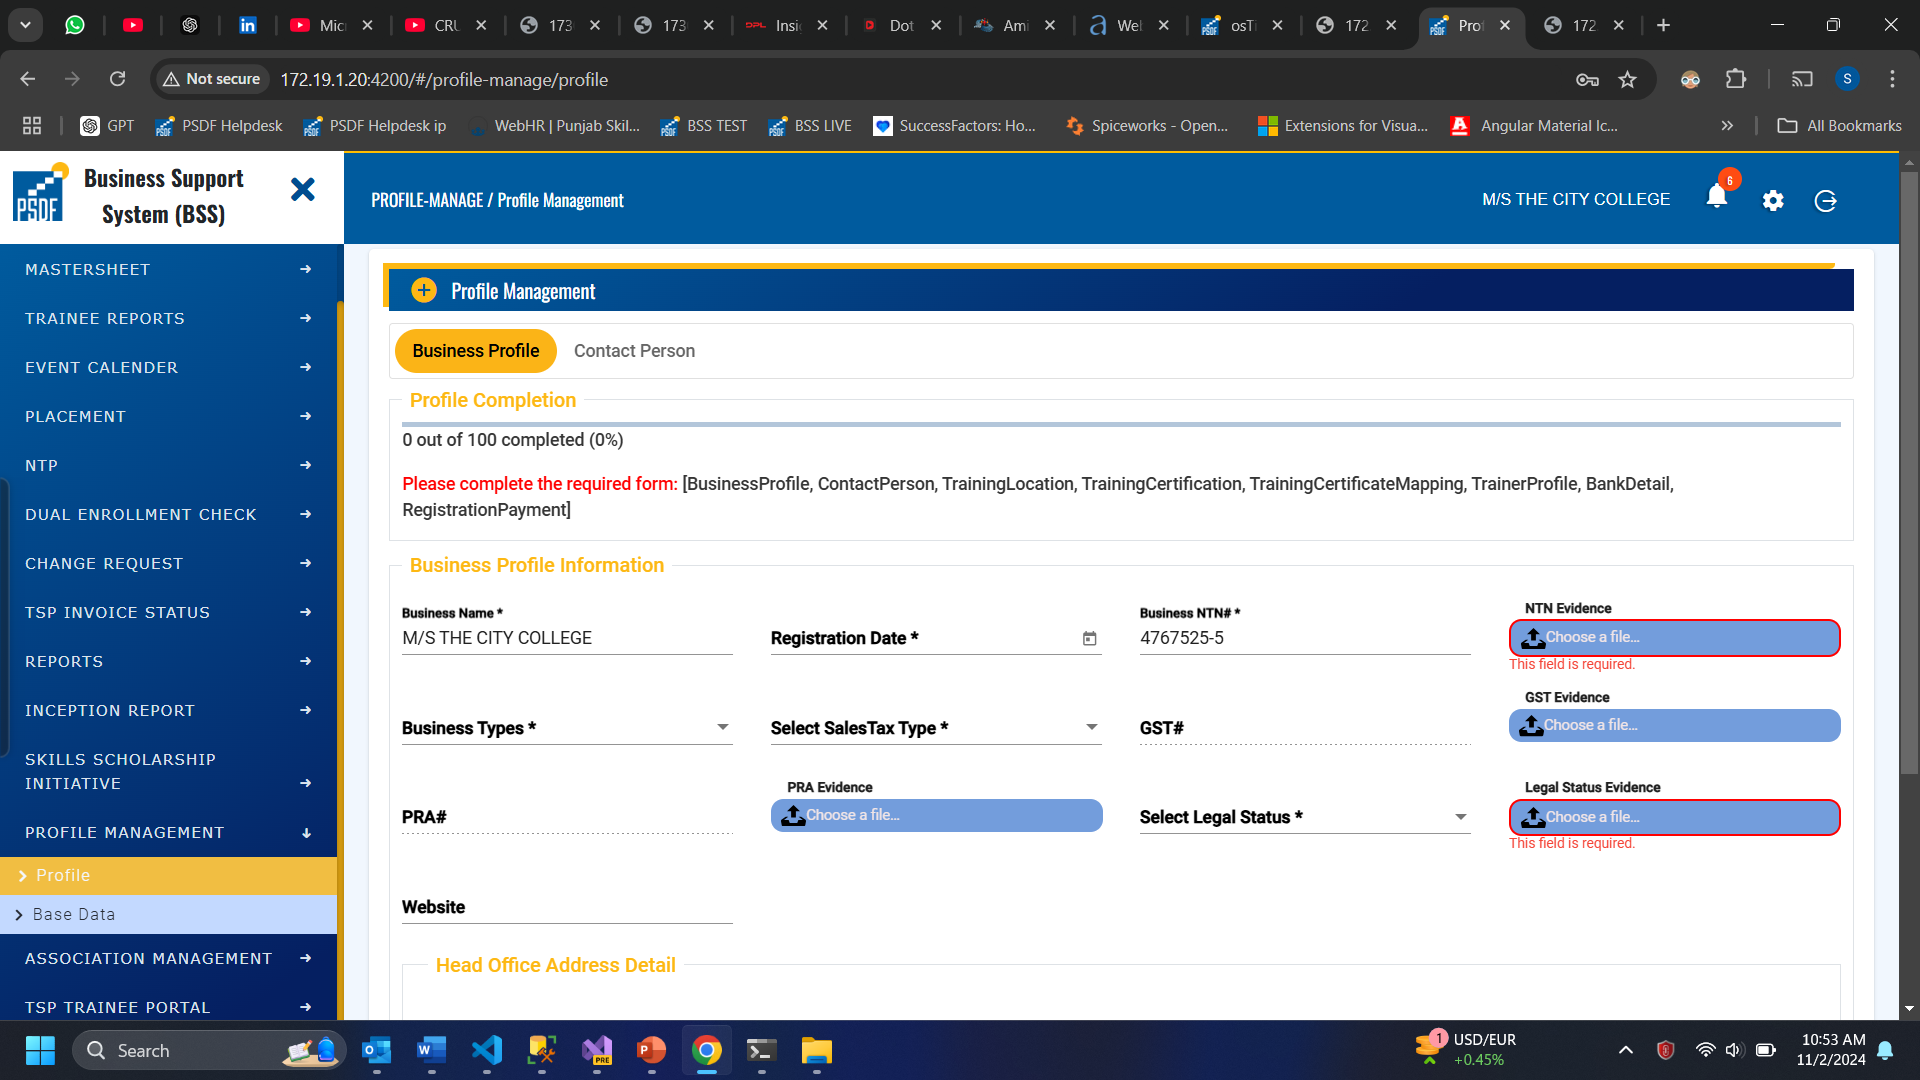 Mic
CRU
173
173
DPL Insi
Dot
Ami
Wel
osTi
172
Prof
172
Not secure 172.19.1.20:4200/#/profile-manage/profile
S
GPT PSDF Helpdesk PSDF Helpdesk ip WebHR | Punjab Skil... BSS TEST BSS LIVE SuccessFactors: Ho... Spiceworks - Open... Extensions for Visua... Angular Material Ic... » All Bookmarks
PSDF
Business Support
System (BSS)
PROFILE-MANAGE / Profile Management
M/S THE CITY COLLEGE
6
MASTERSHEET
TRAINEE REPORTS
EVENT CALENDER
PLACEMENT
NTP
DUAL ENROLLMENT CHECK
CHANGE REQUEST
TSP INVOICE STATUS
REPORTS
INCEPTION REPORT
SKILLS SCHOLARSHIP
INITIATIVE
PROFILE MANAGEMENT
Profile
Base Data
ASSOCIATION MANAGEMENT
TSP TRAINEE PORTAL
Profile Management
Business Profile Contact Person
Profile Completion
0 out of 100 completed (0%)
Please complete the required form: [BusinessProfile, ContactPerson, TrainingLocation, TrainingCertification, TrainingCertificateMapping, TrainerProfile, BankDetail,
RegistrationPayment]
Business Profile Information
Business Name *
M/S THE CITY COLLEGE
Registration Date *
Business NTN# *
4767525-5
NTN Evidence
Choose a file...
This field is required.
Business Types *
Select SalesTax Type *
GST#
GST Evidence
Choose a file...
PRA#
PRA Evidence
Choose a file...
Select Legal Status *
Legal Status Evidence
Choose a file...
This field is required.
Website
Head Office Address Detail
Search
PRE
1
USD/EUR
+0.45%
10:53 AM
11/2/2024